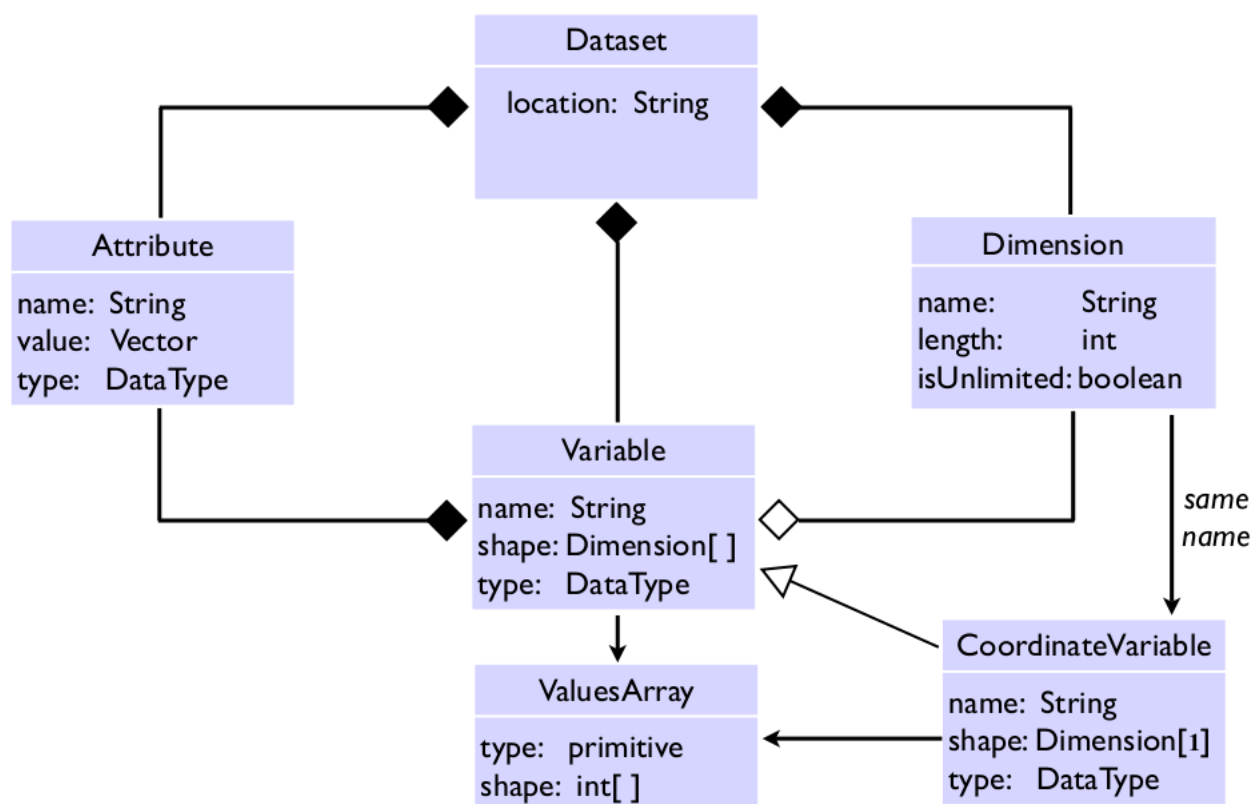 Dataset
location: String
Attribute
name: String
value: Vector
type: DataType
Dimension
name: String
length: int
isUnlimited: boolean
Variable
name: String
shape: Dimension[ ]
type: DataType
same
name
CoordinateVariable
name: String
shape: Dimension[1]
type: DataType
ValuesArray
type: primitive
shape: int[ ]